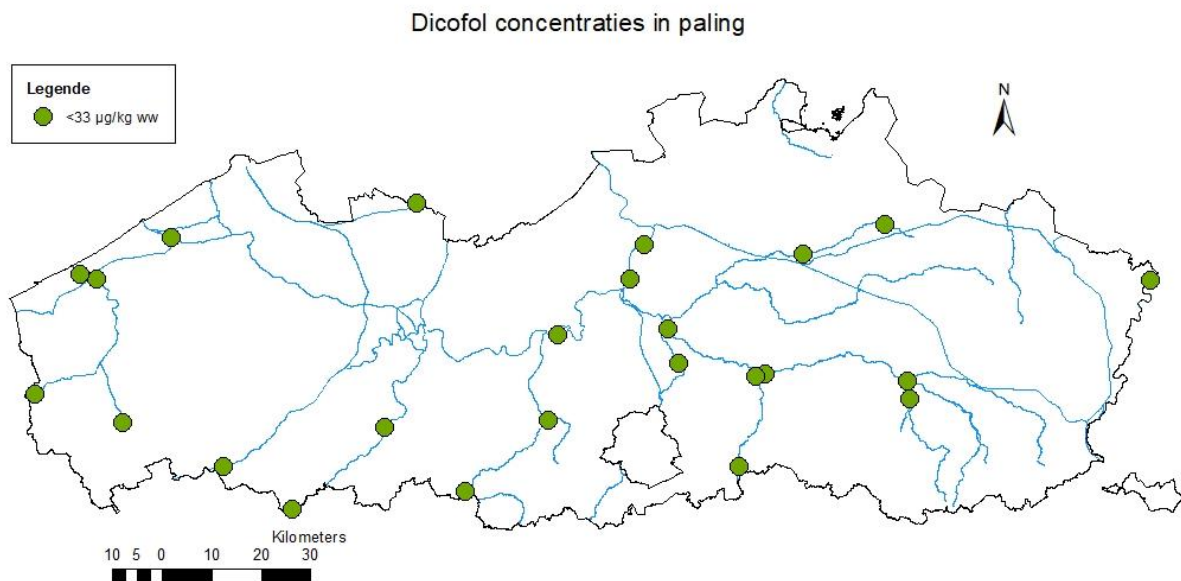 Dicofol concentraties in paling
Legende
<33 µg/kg ww
N
Kilometers
10 5 0 10 20 30